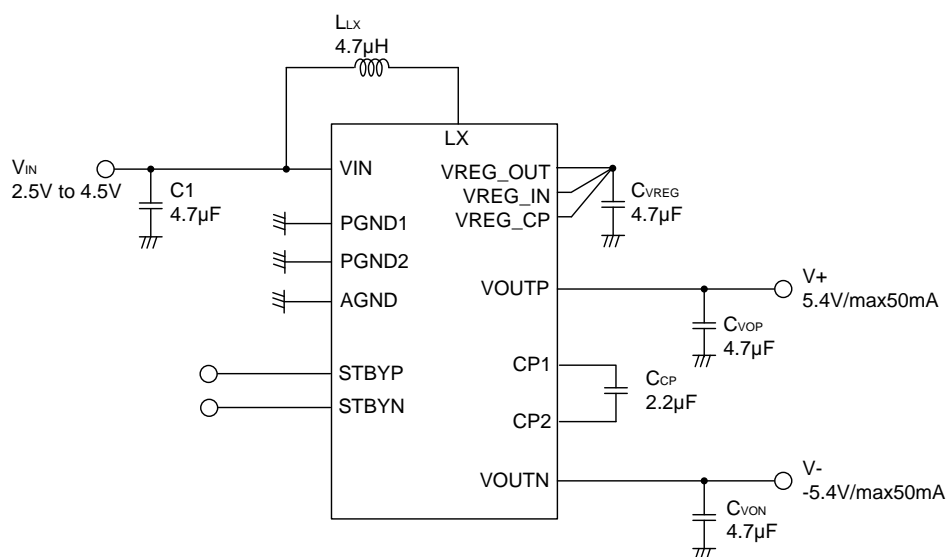 LLX
4.7µH
LX
VIN
2.5V to 4.5V
C1
4.7µF
VIN
PGND1
PGND2
AGND
STBYP
STBYN
VREG_OUT
VREG_IN
VREG_CP
CVREG
4.7µF
VOUTP
V+
5.4V/max50mA
CVOP
4.7µF
CP1
CP2
CCP
2.2µF
VOUTN
V-
-5.4V/max50mA
CVON
4.7µF